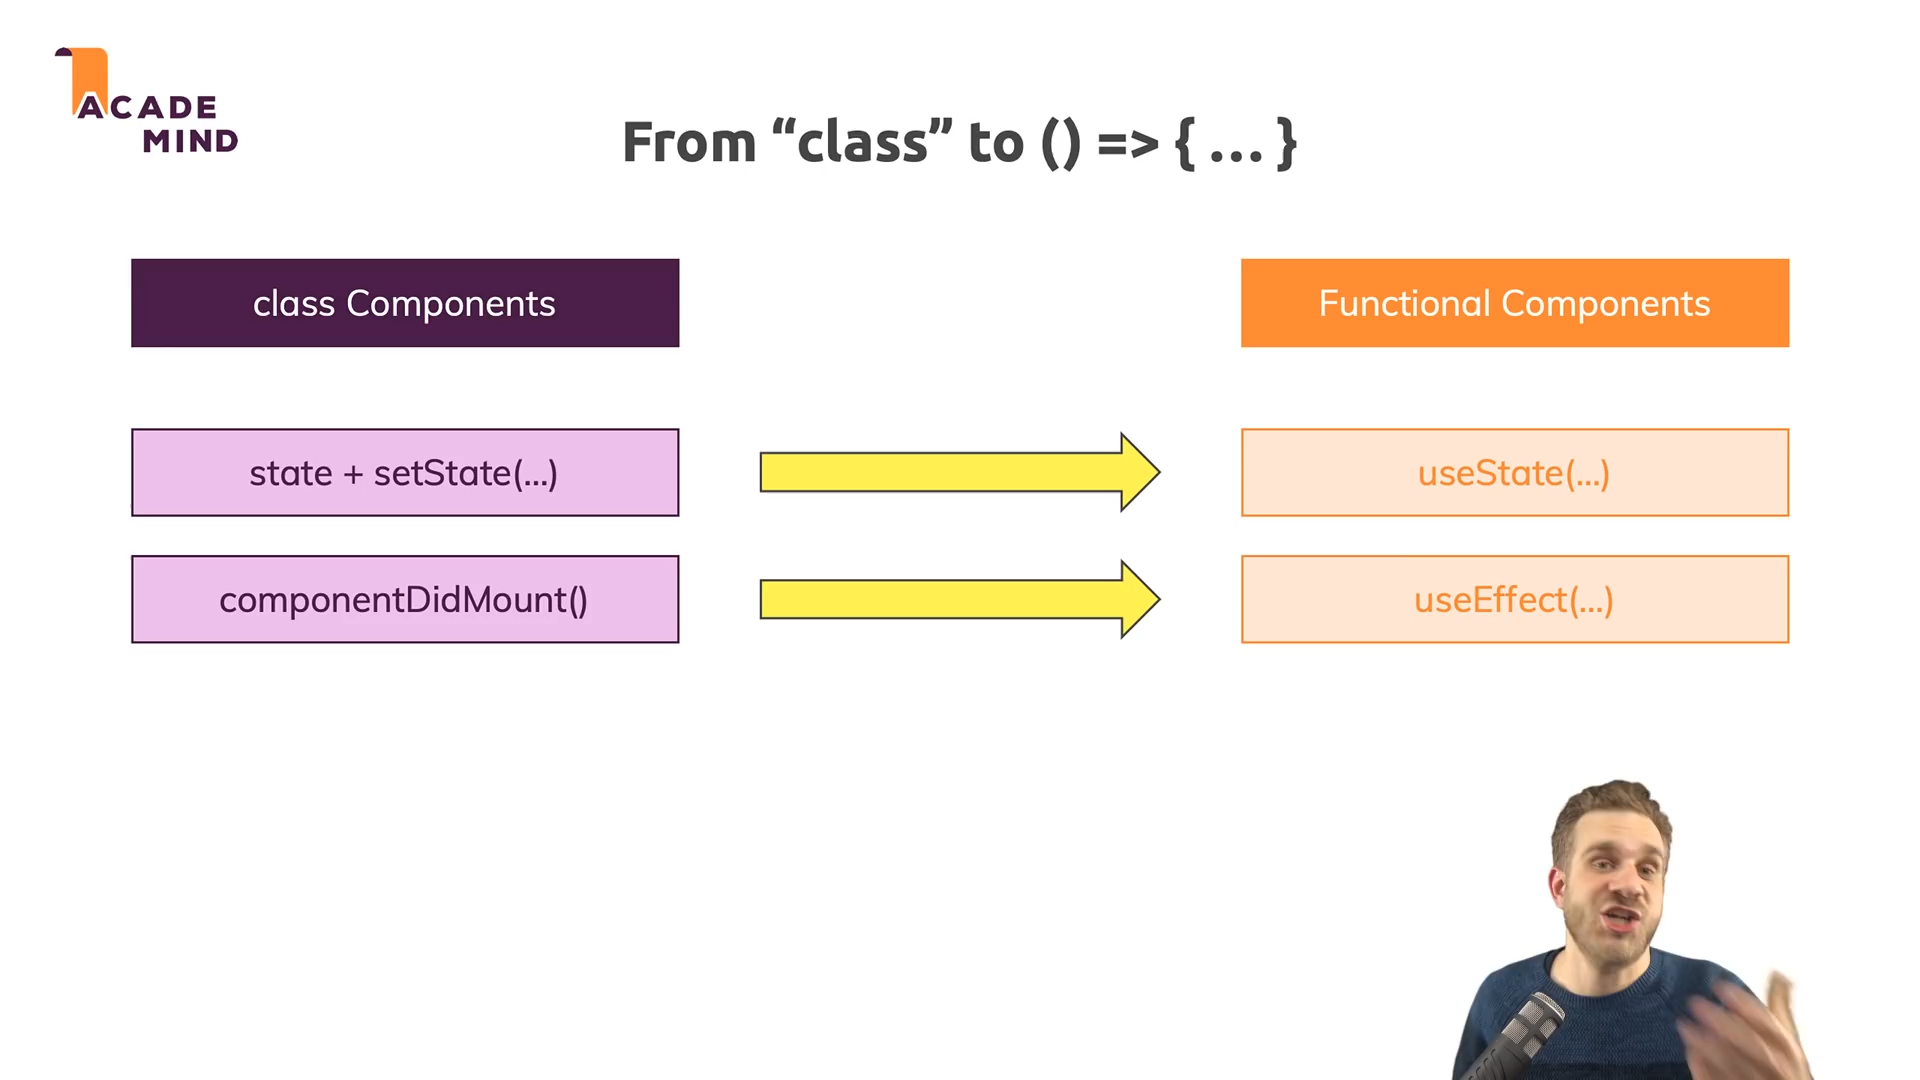 ACADE
MIND
From “class” to () => { ... }
class Components
Functional Components
state + setState(...)
useState(...)
componentDidMount()
useEffect(...)